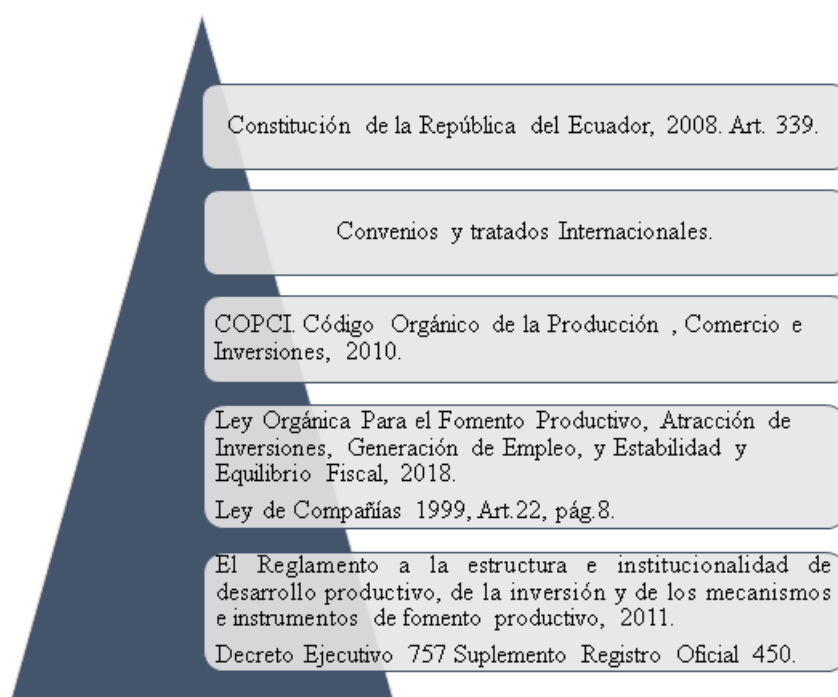 Constitución de la República del Ecuador, 2008. Art. 339.
Convenios y tratados Internacionales.
COPCI. Código Orgánico de la Producción , Comercio e
Inversiones, 2010.
Ley Orgánica Para el Fomento Productivo, Atracción de
Inversiones, Generación de Empleo, y Estabilidad y
Equilibrio Fiscal, 2018.
Ley de Compañías 1999, Art.22, pág.8.
El Reglamento a la estructura e institucionalidad de
desarrollo productivo, de la inversión y de los mecanismos
e instrumentos de fomento productivo, 2011.
Decreto Ejecutivo 757 Suplemento Registro Oficial 450.